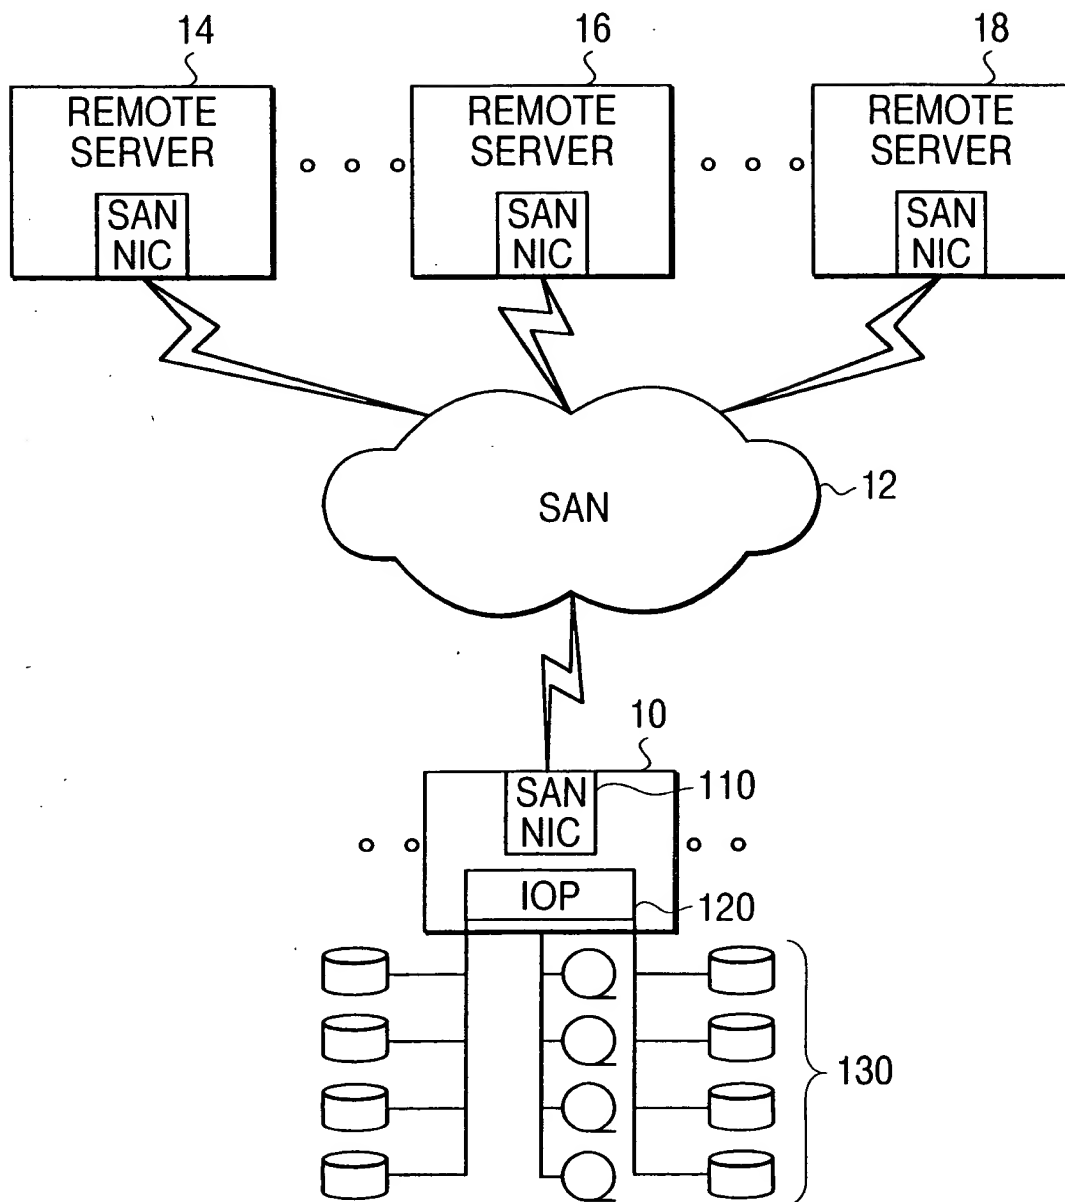 14
16
18
REMOTE
SERVER
REMOTE
SERVER
REMOTE
SERVER
SAN
NIC
SAN
NIC
SAN
NIC
SAN
12
10
SAN
NIC
110
IOP
120
130